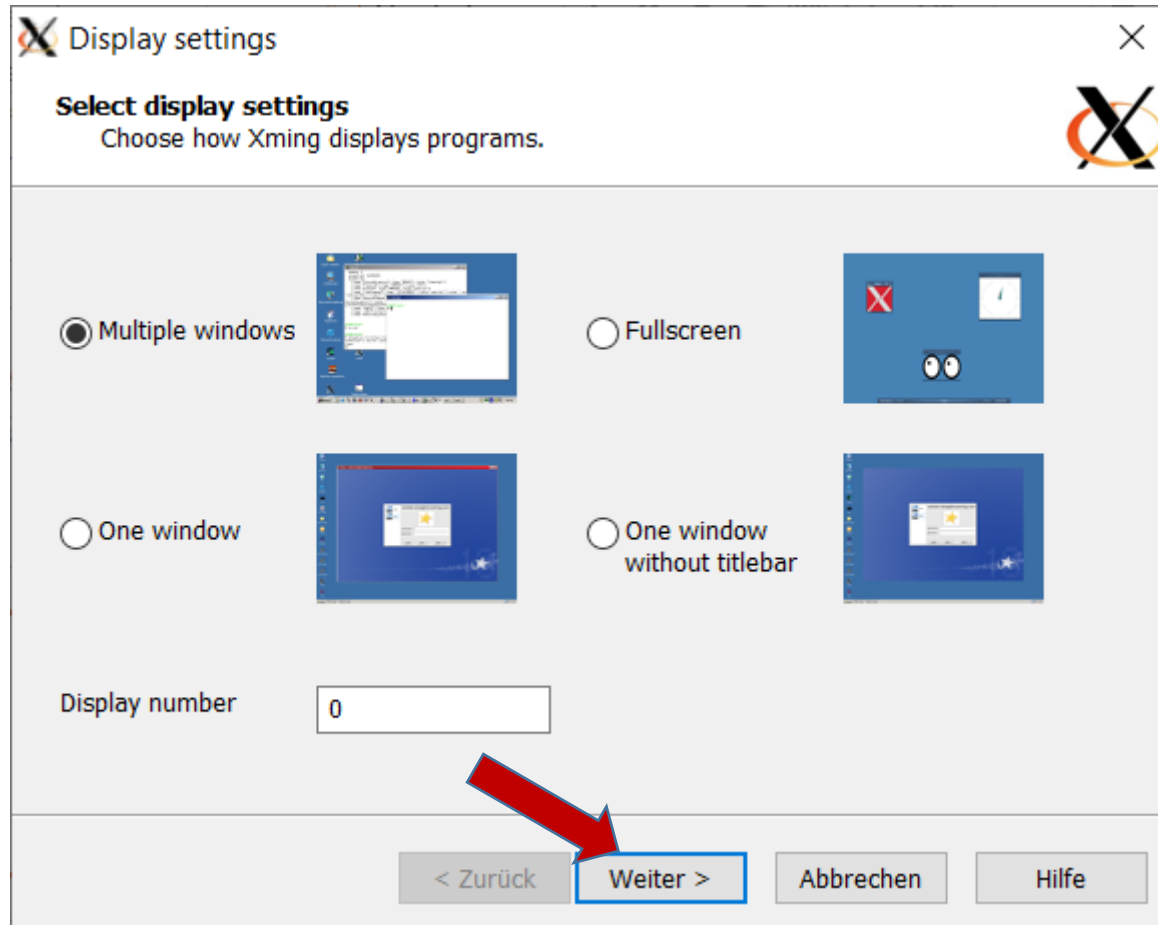 Display settings
Select display settings
Choose how Xming displays programs.
Multiple windows
Fullscreen
One window
One window
without titlebar
Display number
0
< Zurück
Weiter >
Abbrechen
Hilfe